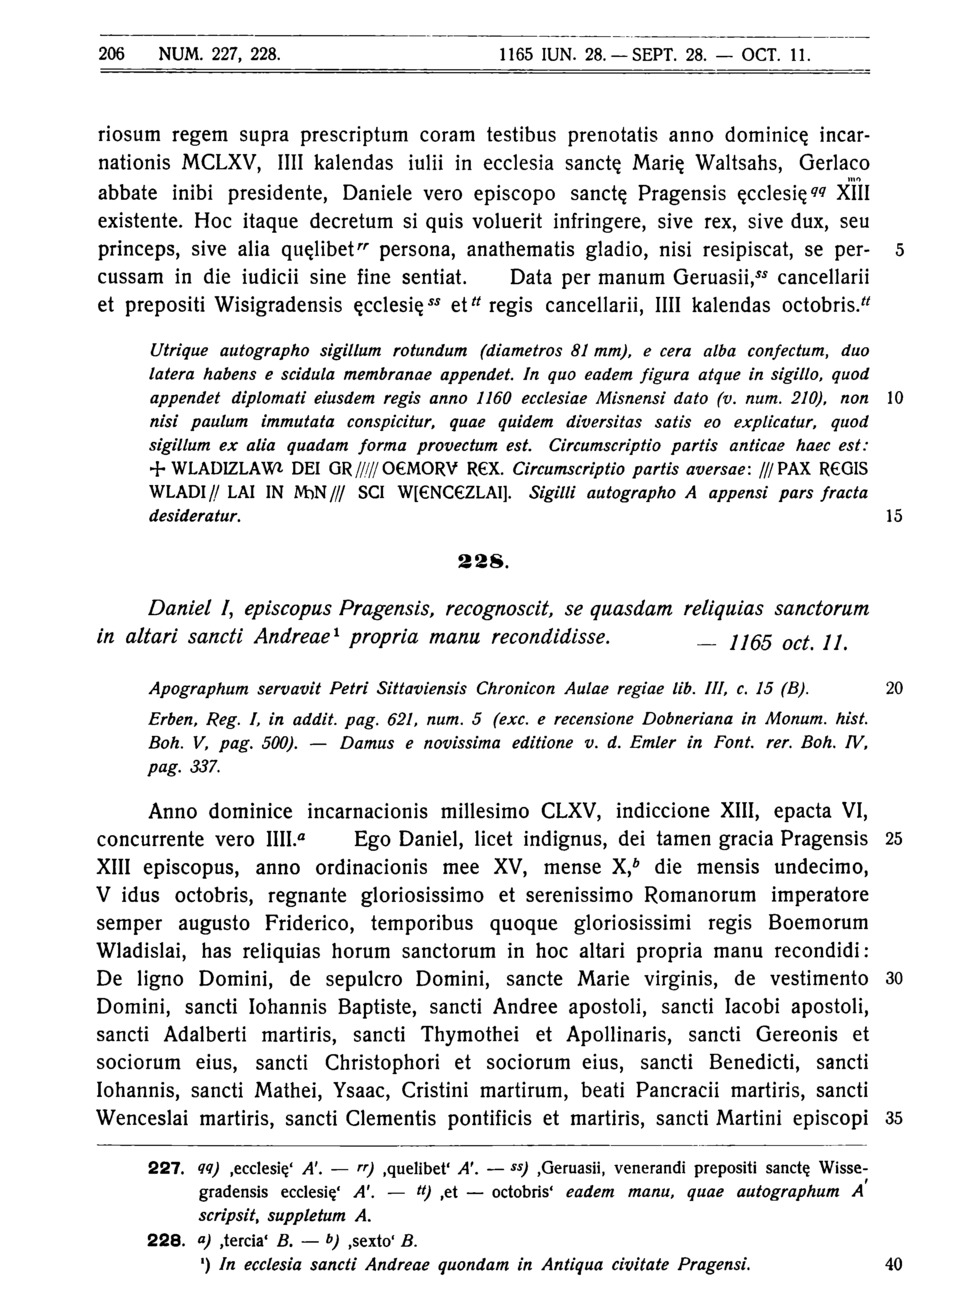 206 NUM. 227, 228. 1165 IUN. 28. — SEPT. 28. — OCT. 11.
riosum regem supra prescriptum coram testibus prenotatis anno dominicę incar-
nationis MCLXV, IIII kalendas iulii in ecclesia sanctę Marię Waltsahs, Gerlaco
abbate inibi presidente, Daniele vero episcopo sanctę Pragensis ęcclesię qq XIII mo
existente. Hoc itaque decretum si quis voluerit infringere, sive rex, sive dux, seu
princeps, sive alia quęlibet rr persona, anathematis gladio, nisi resipiscat, se per- 5
cussam in die iudicii sine fine sentiat. Data per manum Geruasii, ss cancellarii
et prepositi Wisigradensis ęcclesię ss et tt regis cancellarii, IIII kalendas octobris. tt
Utrique autographo sigillum rotundum (diametros 81 mm), e cera alba confectum, duo
latera habens e scidula membranae appendet. In quo eadem figura atque in sigillo, quod
appendet diplomati eiusdem regis anno 1160 ecclesiae Misnensi dato (v. num. 210), non 10
nisi paulum immutata conspicitur, quae quidem diversitas satis eo explicatur, quod
sigillum ex alia quadam forma provectum est. Circumscriptio partis anticae haec est:
+ WLADIZLAW DEI GR///// OЄMORV RЄX. Circumscriptio partis aversae: /// PAX RЄGIS
WLADI// LAI IN MN/// SCI W[ЄNCЄZLAI]. Sigilli autographo A appensi pars fracta
desideratur. 15
228.
Daniel I, episcopus Pragensis, recognoscit, se quasdam reliquias sanctorum
in altari sancti Andreae¹ propria manu recondidisse. — 1165 oct. 11.
Apographum servavit Petri Sittaviensis Chronicon Aulae regiae lib. III, c. 15 (B). 20
Erben, Reg. I, in addit. pag. 621, num. 5 (exc. e recensione Dobneriana in Monum. hist.
Boh. V, pag. 500). — Damus e novissima editione v. d. Emler in Font. rer. Boh. IV,
pag. 337.
Anno dominice incarnacionis millesimo CLXV, indiccione XIII, epacta VI,
concurrente vero IIII. a Ego Daniel, licet indignus, dei tamen gracia Pragensis 25
XIII episcopus, anno ordinacionis mee XV, mense X, b die mensis undecimo,
V idus octobris, regnante gloriosissimo et serenissimo Romanorum imperatore
semper augusto Friderico, temporibus quoque gloriosissimi regis Boemorum
Wladislai, has reliquias horum sanctorum in hoc altari propria manu recondidi:
De ligno Domini, de sepulcro Domini, sancte Marie virginis, de vestimento 30
Domini, sancti Iohannis Baptiste, sancti Andree apostoli, sancti Iacobi apostoli,
sancti Adalberti martiris, sancti Thymothei et Apollinaris, sancti Gereonis et
sociorum eius, sancti Christophori et sociorum eius, sancti Benedicti, sancti
Iohannis, sancti Mathei, Ysaac, Cristini martirum, beati Pancracii martiris, sancti
Wenceslai martiris, sancti Clementis pontificis et martiris, sancti Martini episcopi 35
227. qq) ‚ecclesię‘ A'. — rr) ‚quelibet‘ A'. — ss) ‚Geruasii, venerandi prepositi sanctę Wisse-
gradensis ecclesię‘ A'. — tt) ‚et — octobris‘ eadem manu, quae autographum A'
scripsit, suppletum A.
228. a) ‚tercia‘ B. — b) ‚sexto‘ B.
¹) In ecclesia sancti Andreae quondam in Antiqua civitate Pragensi. 40